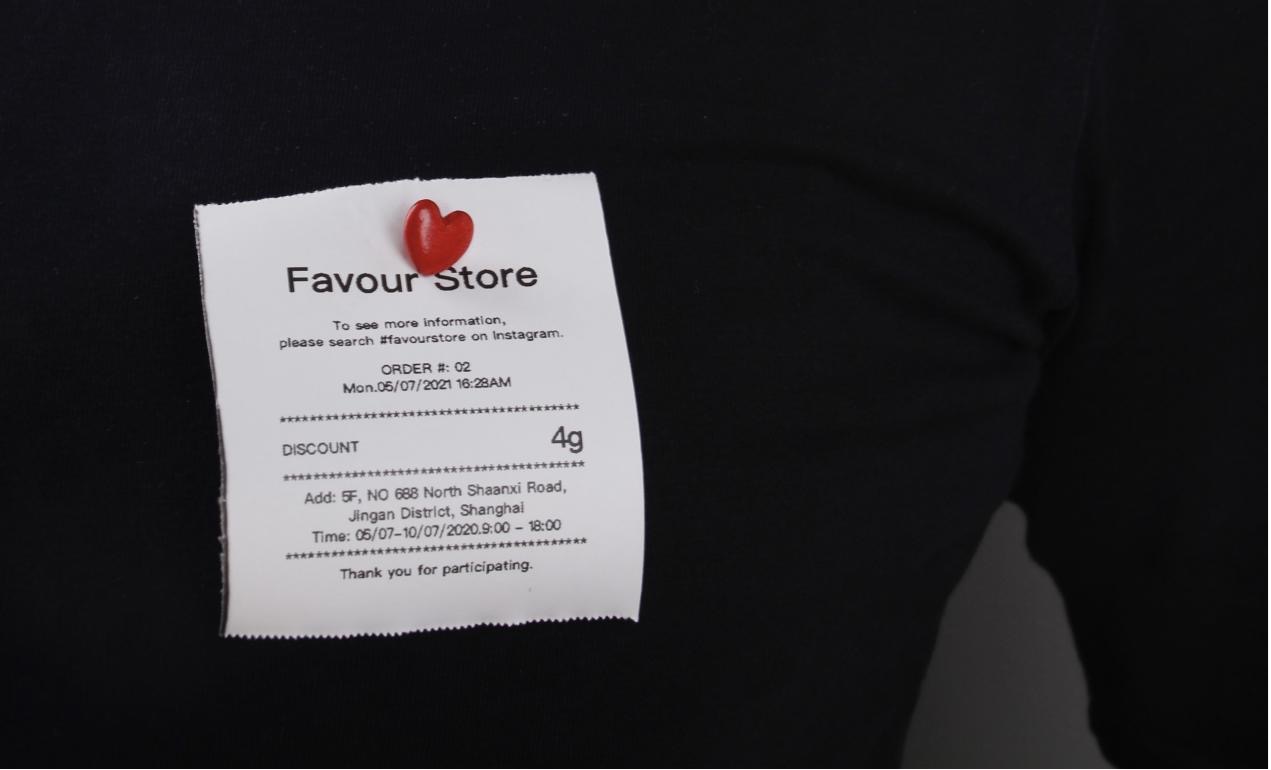 Favour Store
To see more information,
please search #favourstore on Instagram.
ORDER #: 02
Mon.05/07/2021 16:28AM
****************************************
DISCOUNT 4g
****************************************
Add: 5F, NO 688 North Shaanxi Road,
Jingan District, Shanghai
Time: 05/07-10/07/2020.9:00 - 18:00
****************************************
Thank you for participating.